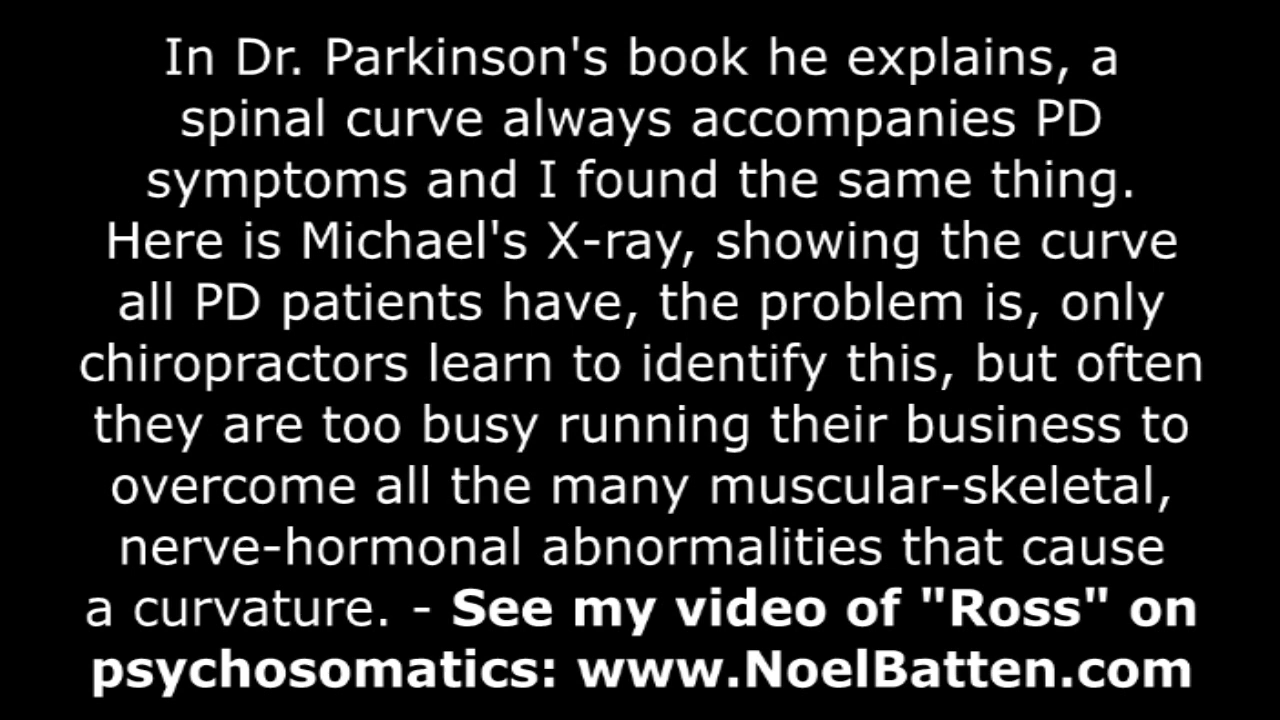 In Dr. Parkinson's book he explains, a
spinal curve always accompanies PD
symptoms and I found the same thing.
Here is Michael's X-ray, showing the curve
all PD patients have, the problem is, only
chiropractors learn to identify this, but often
they are too busy running their business to
overcome all the many muscular-skeletal,
nerve-hormonal abnormalities that cause
a curvature. - See my video of "Ross" on
psychosomatics: www.NoelBatten.com